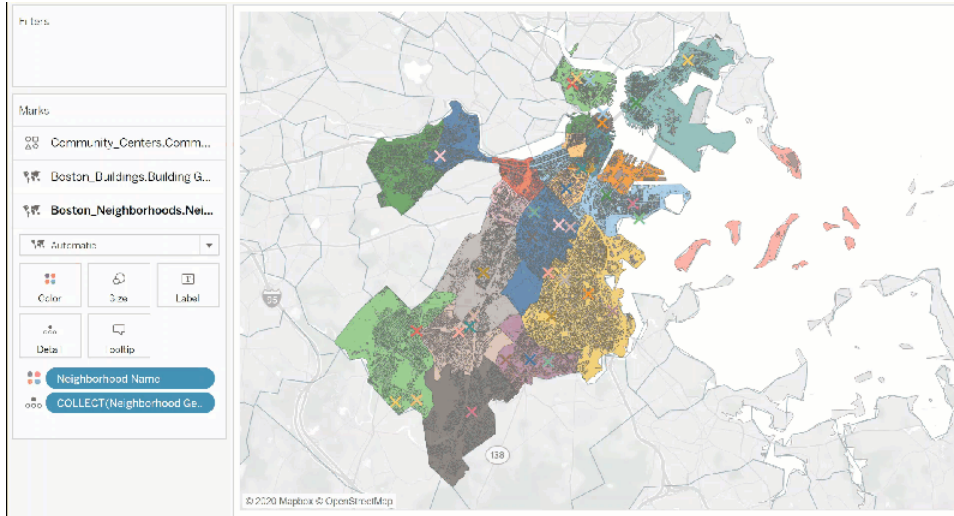 Filters
Marks
Community_Centers.Comm...
Boston_Buildings.Building G...
Boston_Neighborhoods.Nei...
Automatic
Color
Size
Label
Detail
Tooltip
Neighborhood Name
COLLECT(Neighborhood Ge..
95
138
© 2020 Mapbox © OpenStreetMap